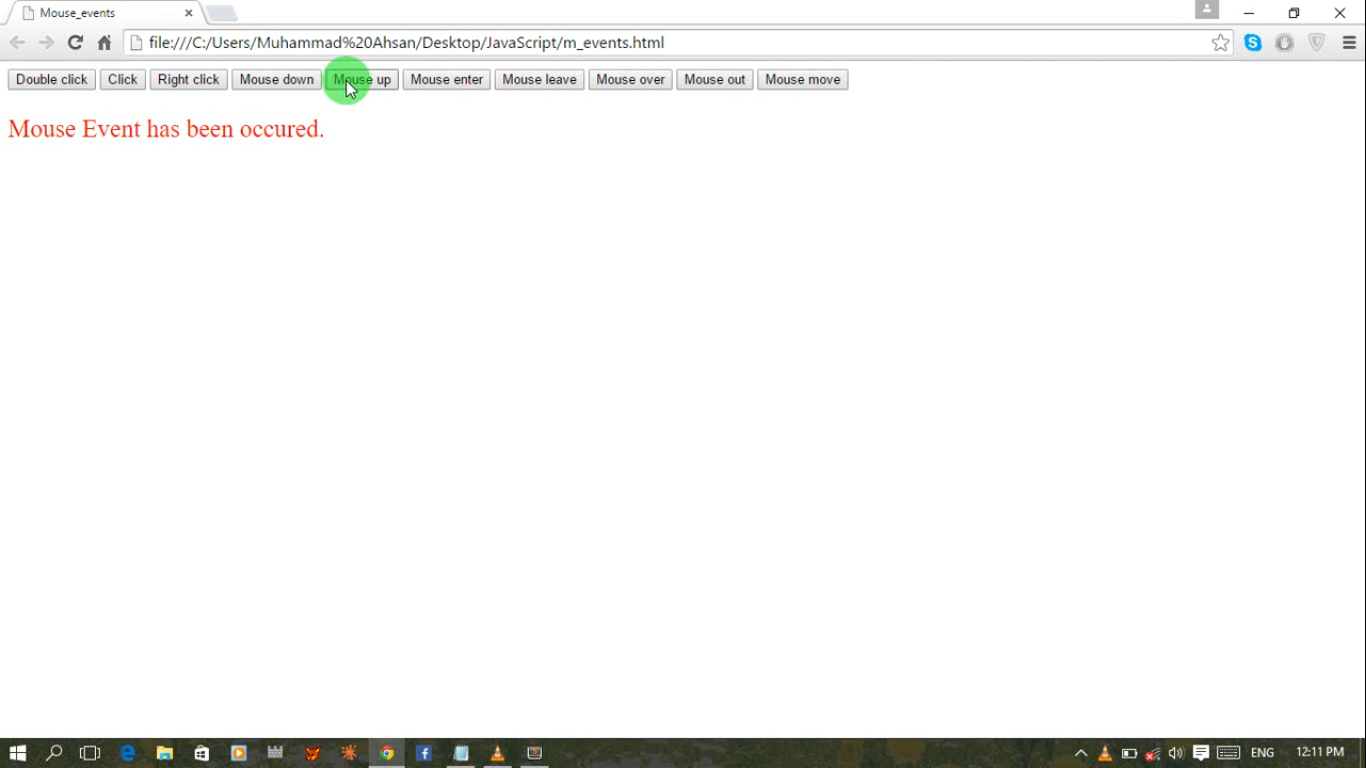 Mouse_events
file:///C:/Users/Muhammad%20Ahsan/Desktop/JavaScript/m_events.html
Double click Click Right click Mouse down Mouse up Mouse enter Mouse leave Mouse over Mouse out Mouse move
Mouse Event has been occured.
ENG 12:11 PM